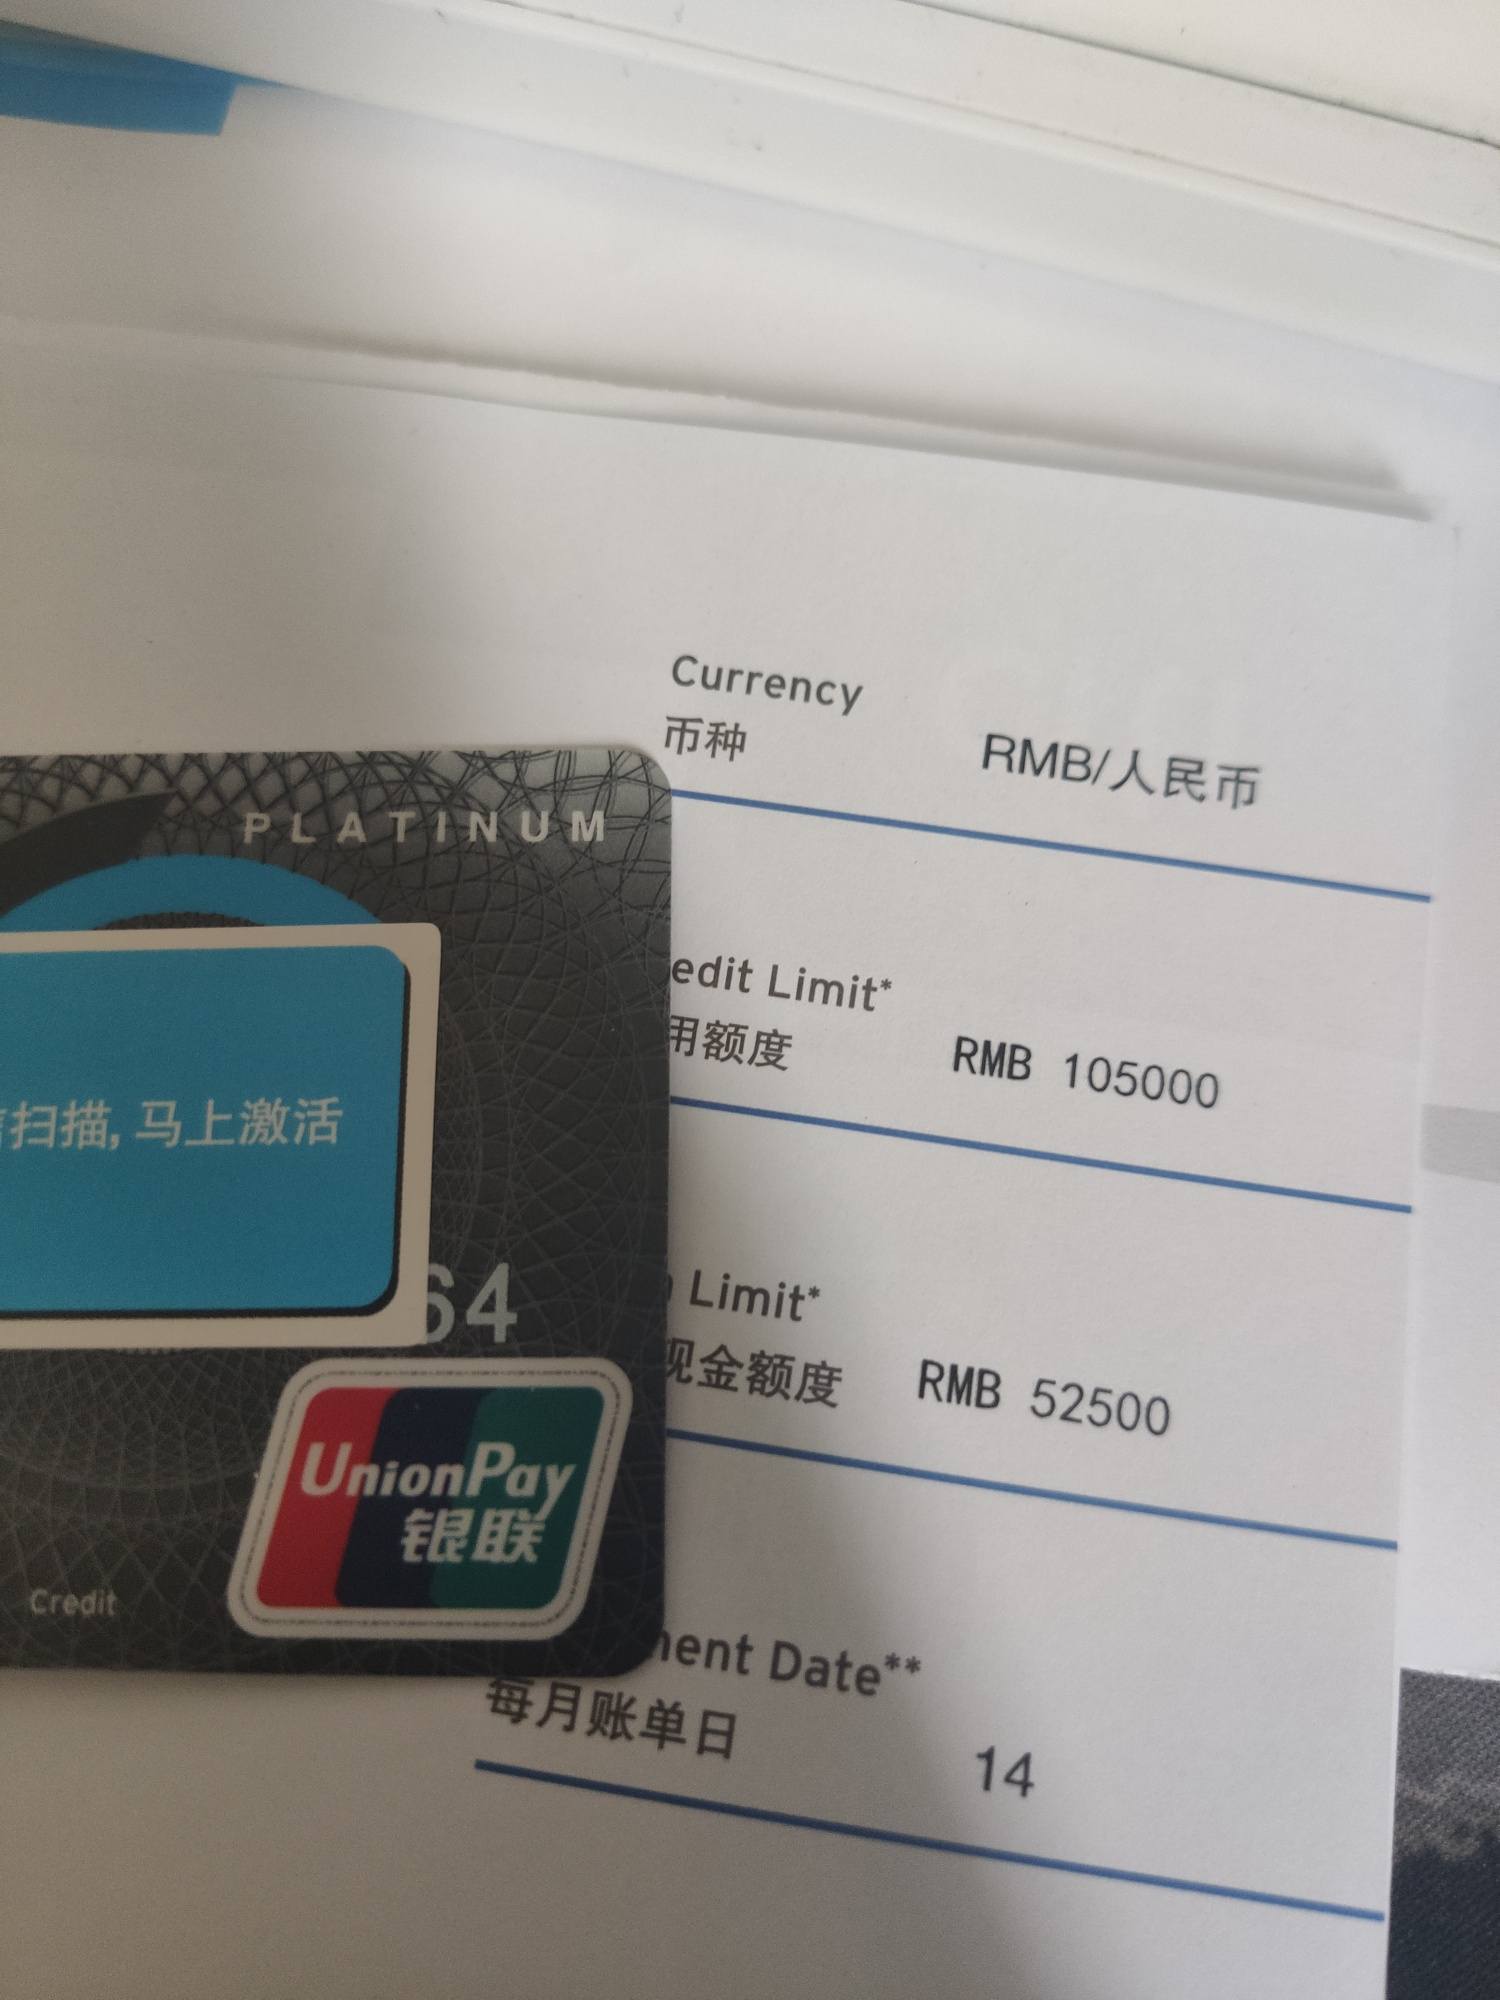 Currency
币种
RMB/人民币
PLATINUM
edit Limit*
用额度
RMB 105000
扫描,马上激活
64
Limit*
现金额度
RMB 52500
UnionPay
银联
Credit
ment Date**
每月账单日
14